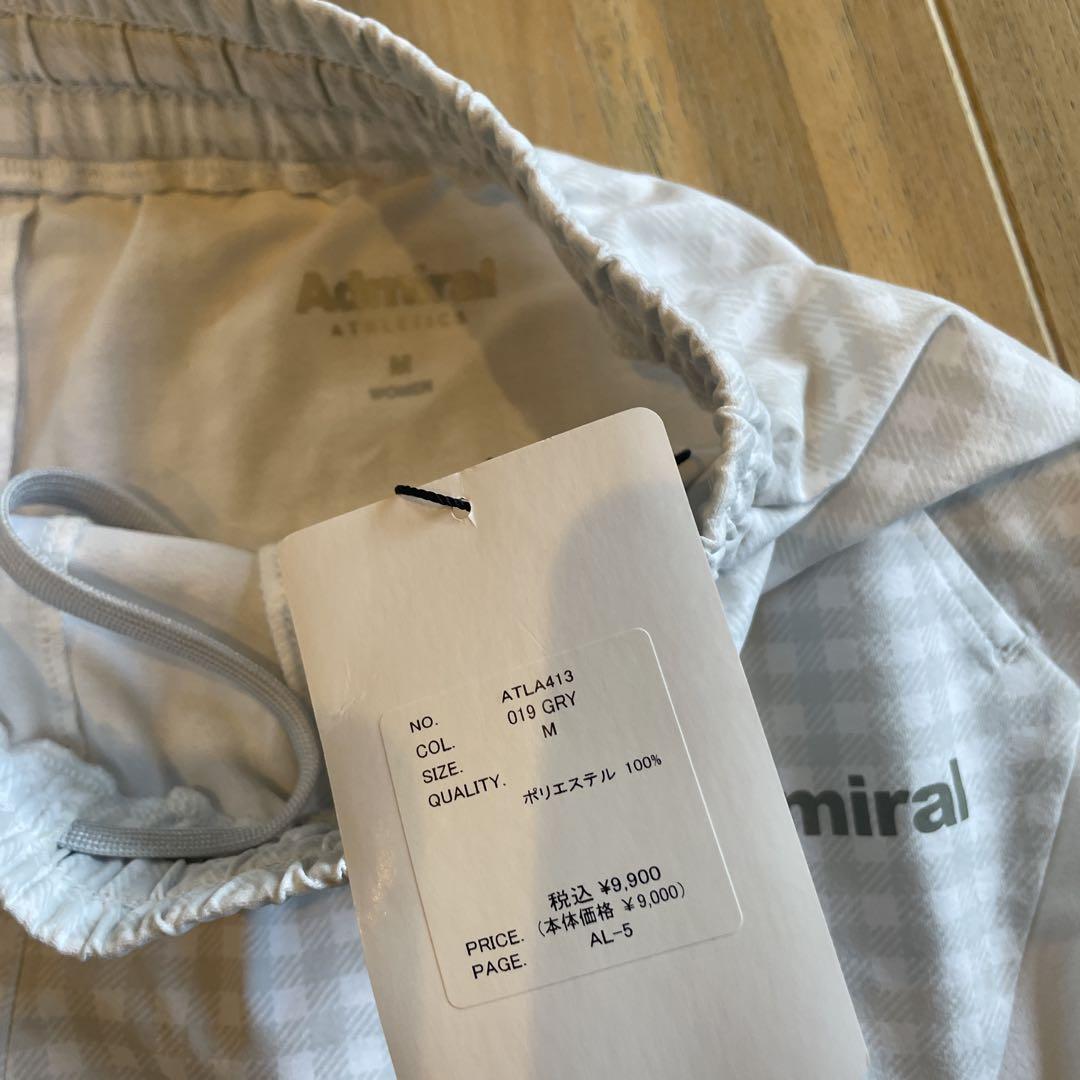 Admiral
ATHLETICS
M
WOMEN
NO. ATLA413
COL. 019 GRY
SIZE. M
QUALITY. ポリエステル 100%
税込 ¥9,900
PRICE. (本体価格 ¥9,000)
PAGE. AL-5
miral